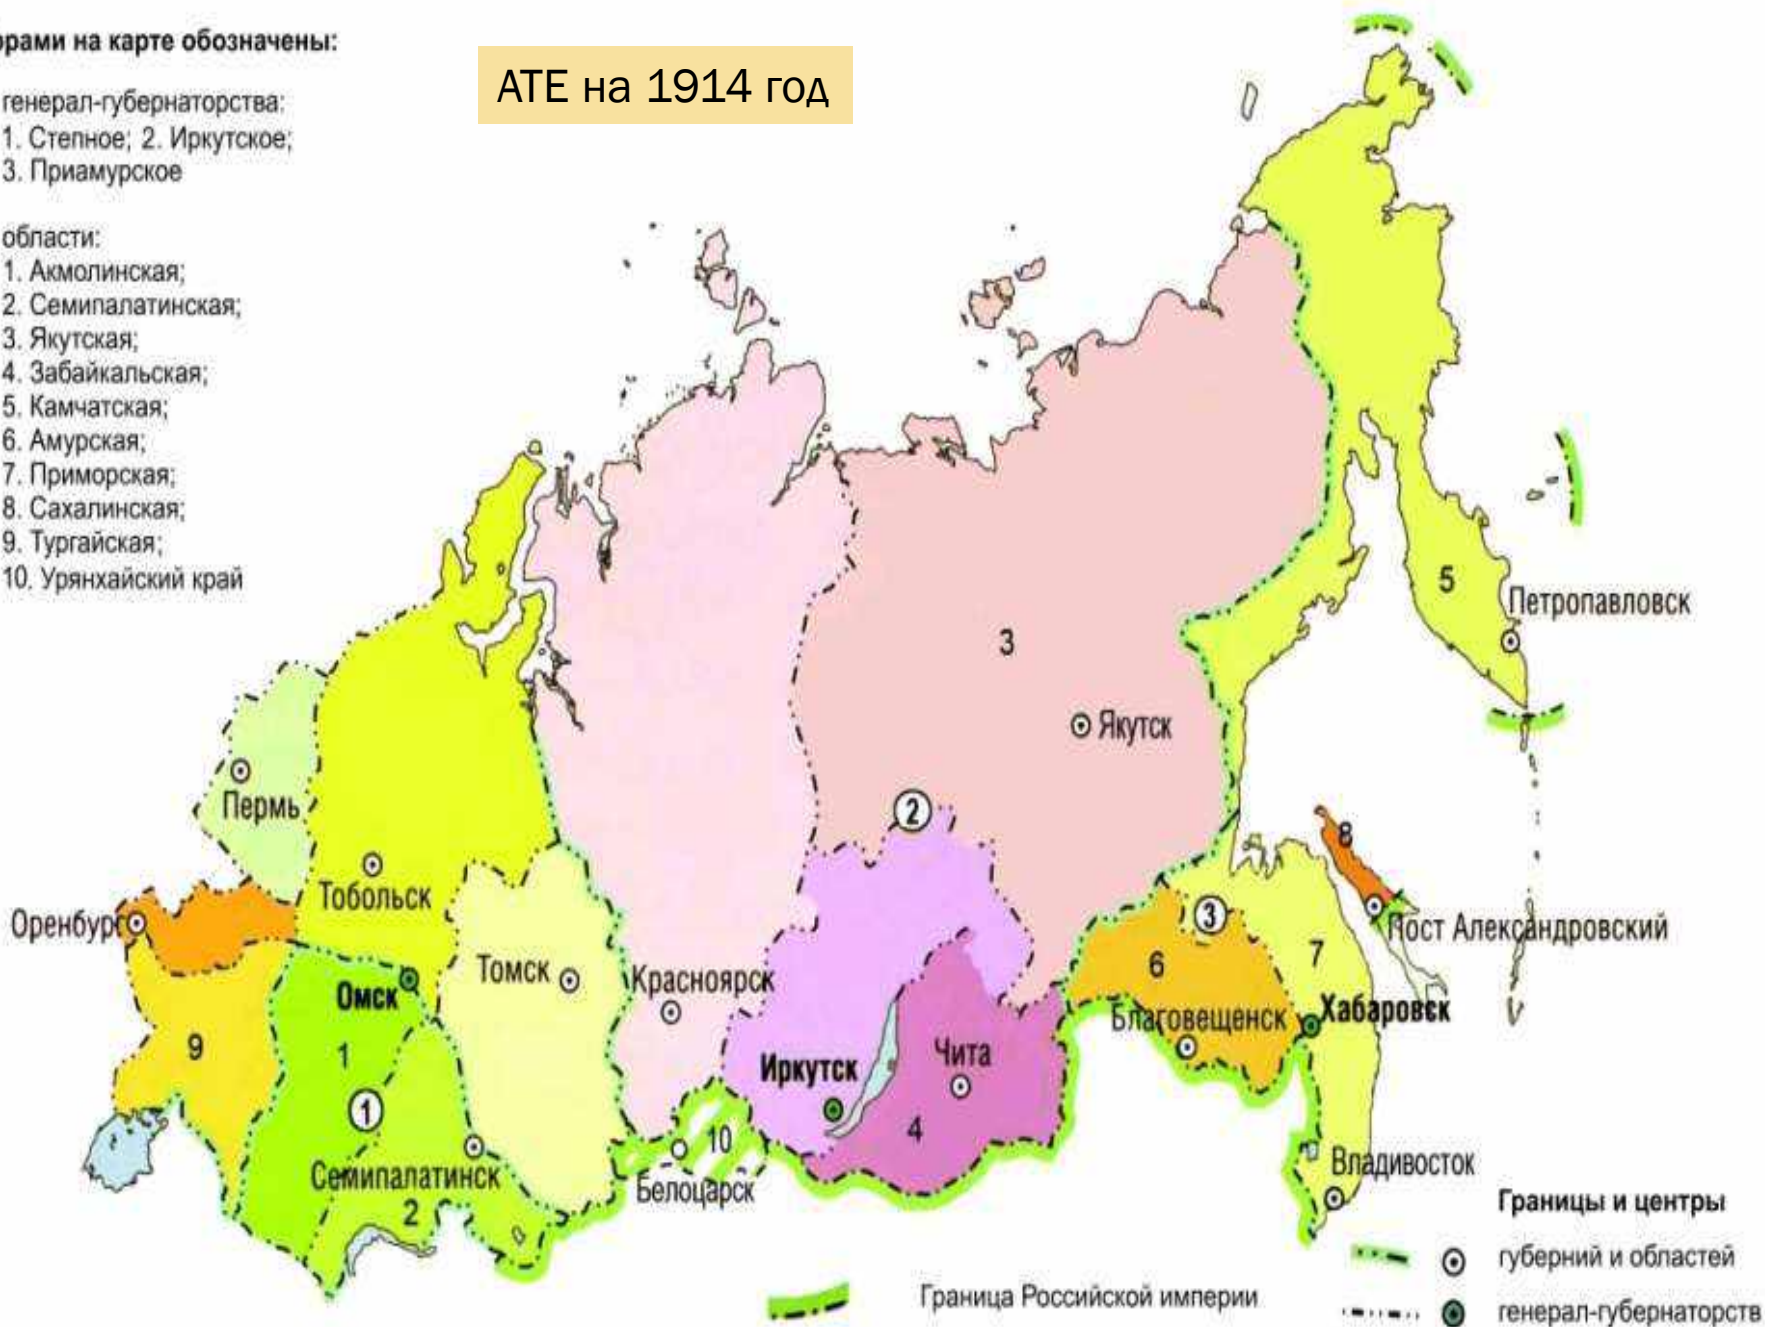 рами на карте обозначены:
АТЕ на 1914 год
генерал-губернаторства:
1. Степное; 2. Иркутское;
3. Приамурское
области:
1. Акмолинская;
2. Семипалатинская;
3. Якутская;
4. Забайкальская;
5. Камчатская;
6. Амурская;
7. Приморская;
8. Сахалинская;
9. Тургайская;
10. Урянхайский край
5
Петропавловск
3
Якутск
Пермь
2
8
Тобольск
Оренбург
3
Пост Александровский
Томск
Красноярск
6
7
Омск
Хабаровск
Благовещенск
9
1
Чита
Иркутск
1
10
4
Семипалатинск
Белоцарск
Владивосток
2
Границы и центры
губерний и областей
Граница Российской империи
генерал-губернаторств